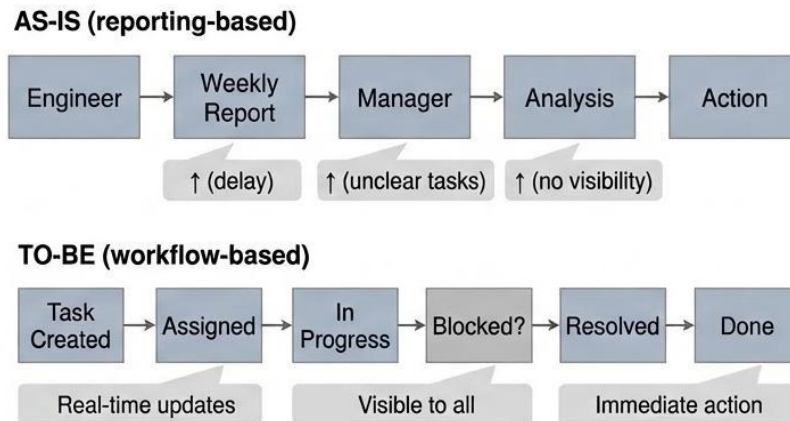 AS-IS (reporting-based)
Engineer
Weekly
Report
Manager
Analysis
Action
↑ (delay)
↑ (unclear tasks)
↑ (no visibility)
TO-BE (workflow-based)
Task
Created
Assigned
In
Progress
Blocked?
Resolved
Done
Real-time updates
Visible to all
Immediate action